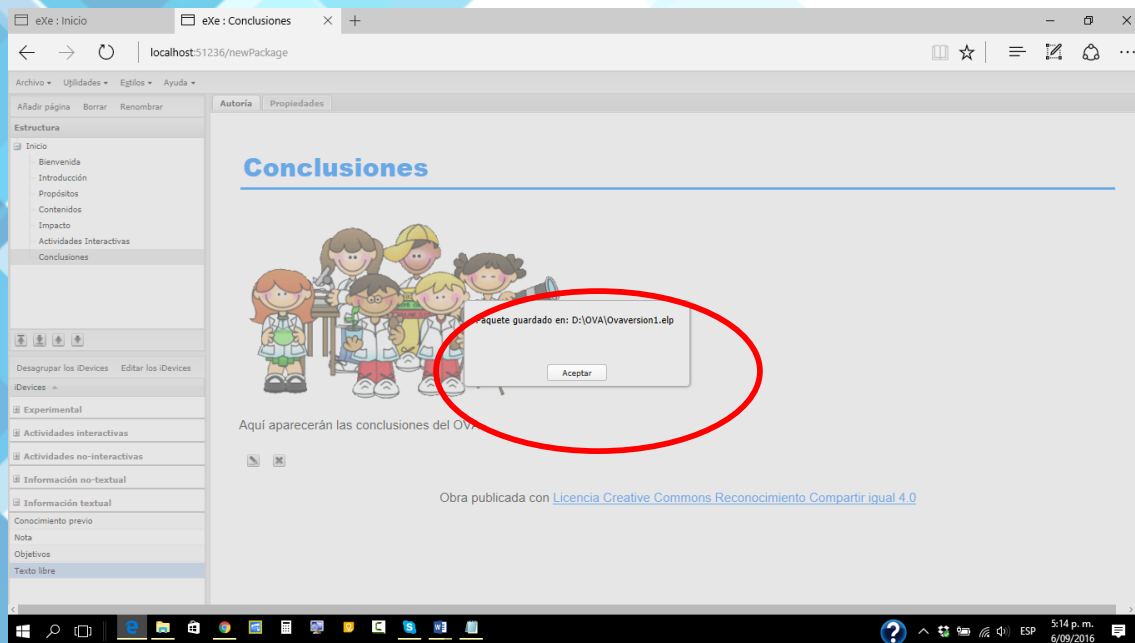 eXe : Inicio
eXe : Conclusiones
localhost:51236/newPackage
Archivo Utilidades Estilos Ayuda
Añadir página Borrar Renombrar
Autoría Propiedades
Estructura
Inicio
Bienvenida
Introducción
Propósitos
Contenidos
Impacto
Actividades Interactivas
Conclusiones
Desagrupar los iDevices Editar los iDevices
iDevices
Experimental
Actividades interactivas
Actividades no-interactivas
Información no-textual
Información textual
Conocimiento previo
Nota
Objetivos
Texto libre
Conclusiones
Paquete guardado en: D:\OVA\Ovaversion1.elp
Aceptar
Aquí aparecerán las conclusiones del OVA
Obra publicada con Licencia Creative Commons Reconocimiento Compartir igual 4.0
ESP
5:14 p. m.
6/09/2016